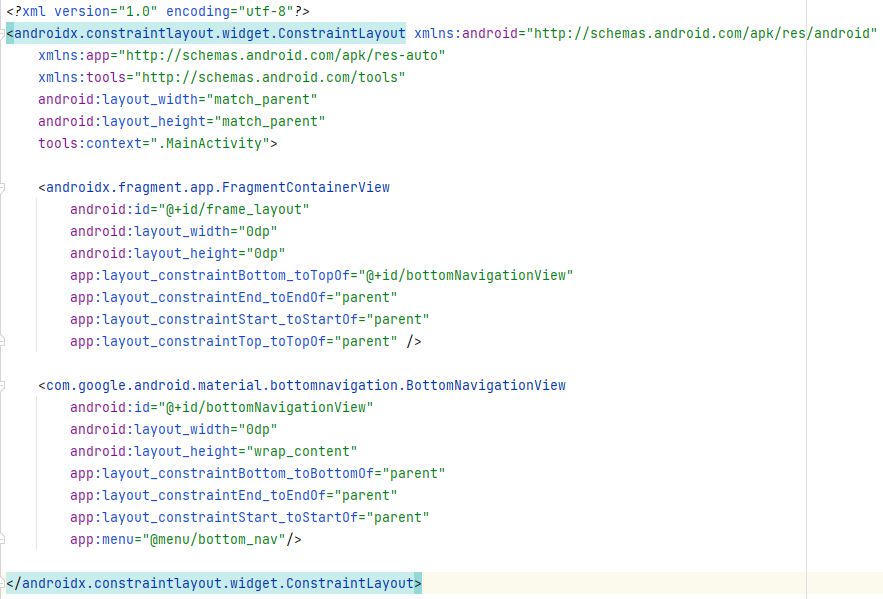 <?xml version="1.0" encoding="utf-8"?>
<androidx.constraintlayout.widget.ConstraintLayout xmlns:android="http://schemas.android.com/apk/res/android"
    xmlns:app="http://schemas.android.com/apk/res-auto"
    xmlns:tools="http://schemas.android.com/tools"
    android:layout_width="match_parent"
    android:layout_height="match_parent"
    tools:context=".MainActivity">

    <androidx.fragment.app.FragmentContainerView
        android:id="@+id/frame_layout"
        android:layout_width="0dp"
        android:layout_height="0dp"
        app:layout_constraintBottom_toTopOf="@+id/bottomNavigationView"
        app:layout_constraintEnd_toEndOf="parent"
        app:layout_constraintStart_toStartOf="parent"
        app:layout_constraintTop_toTopOf="parent" />

    <com.google.android.material.bottomnavigation.BottomNavigationView
        android:id="@+id/bottomNavigationView"
        android:layout_width="0dp"
        android:layout_height="wrap_content"
        app:layout_constraintBottom_toBottomOf="parent"
        app:layout_constraintEnd_toEndOf="parent"
        app:layout_constraintStart_toStartOf="parent"
        app:menu="@menu/bottom_nav"/>

</androidx.constraintlayout.widget.ConstraintLayout>